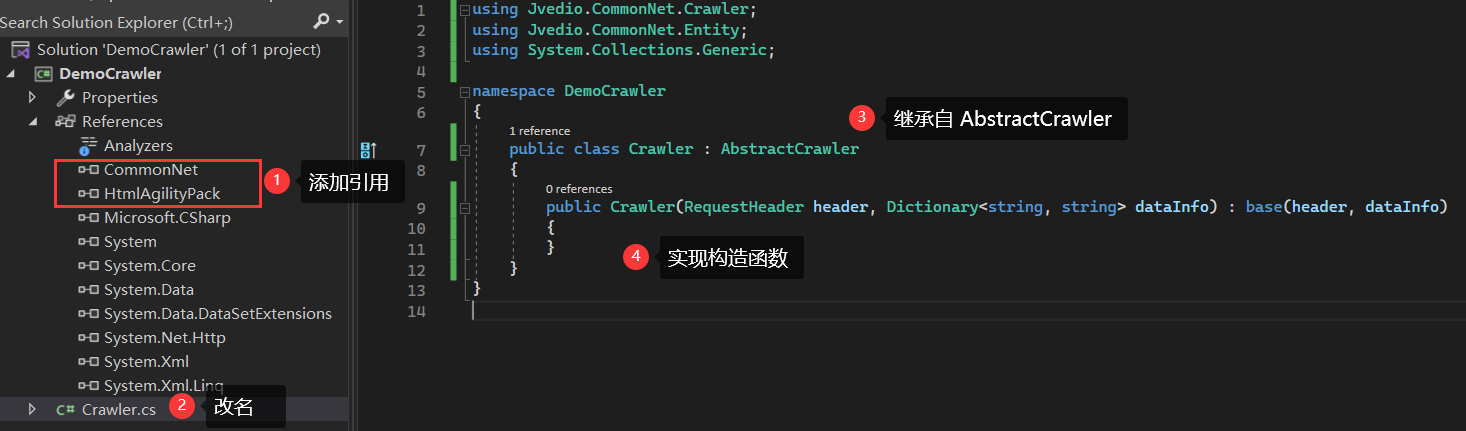 Search Solution Explorer (Ctrl+;)
Solution 'DemoCrawler' (1 of 1 project)
DemoCrawler
Properties
References
Analyzers
CommonNet
HtmlAgilityPack
Microsoft.CSharp
System
System.Core
System.Data
System.Data.DataSetExtensions
System.Net.Http
System.Xml
System.Xml.Linq
C# Crawler.cs
1 添加引用
2 改名
1 using Jvedio.CommonNet.Crawler;
2 using Jvedio.CommonNet.Entity;
3 using System.Collections.Generic;
4
5 namespace DemoCrawler
6 {
3 继承自 AbstractCrawler
1 reference
7 public class Crawler : AbstractCrawler
8 {
0 references
9 public Crawler(RequestHeader header, Dictionary<string, string> dataInfo) : base(header, dataInfo)
10 {
11 }
4 实现构造函数
12 }
13 }
14